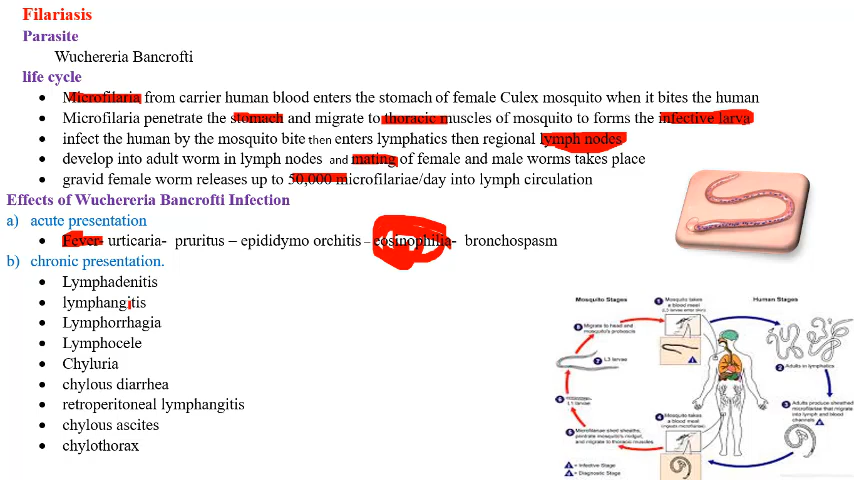 Filariasis
Parasite
Wuchereria Bancrofti
life cycle
• Microfilaria from carrier human blood enters the stomach of female Culex mosquito when it bites the human
• Microfilaria penetrate the stomach and migrate to thoracic muscles of mosquito to forms the infective larva
• infect the human by the mosquito bite then enters lymphatics then regional lymph nodes
• develop into adult worm in lymph nodes and mating of female and male worms takes place
• gravid female worm releases up to 50,000 microfilariae/day into lymph circulation
Effects of Wuchereria Bancrofti Infection
a) acute presentation
• Fever- urticaria- pruritus – epididymo orchitis – eosinophilia- bronchospasm
b) chronic presentation.
• Lymphadenitis
• lymphangitis
• Lymphorrhagia
• Lymphocele
• Chyluria
• chylous diarrhea
• retroperitoneal lymphangitis
• chylous ascites
• chylothorax
Mosquito Stages
Human Stages
1 Mosquito takes
a blood meal
(L3 larvae enter skin)
2 Adults in lymphatics
3 Adults produce sheathed
microfilariae that migrate
into lymph and blood
channels
4 Mosquito takes
a blood meal
(ingests microfilariae)
5 Microfilariae shed sheaths,
penetrate mosquito's midgut,
and migrate to thoracic muscles
6
L1 larvae
7 L3 larvae
8 Migrate to head and
mosquito's proboscis
= Infective Stage
= Diagnostic Stage